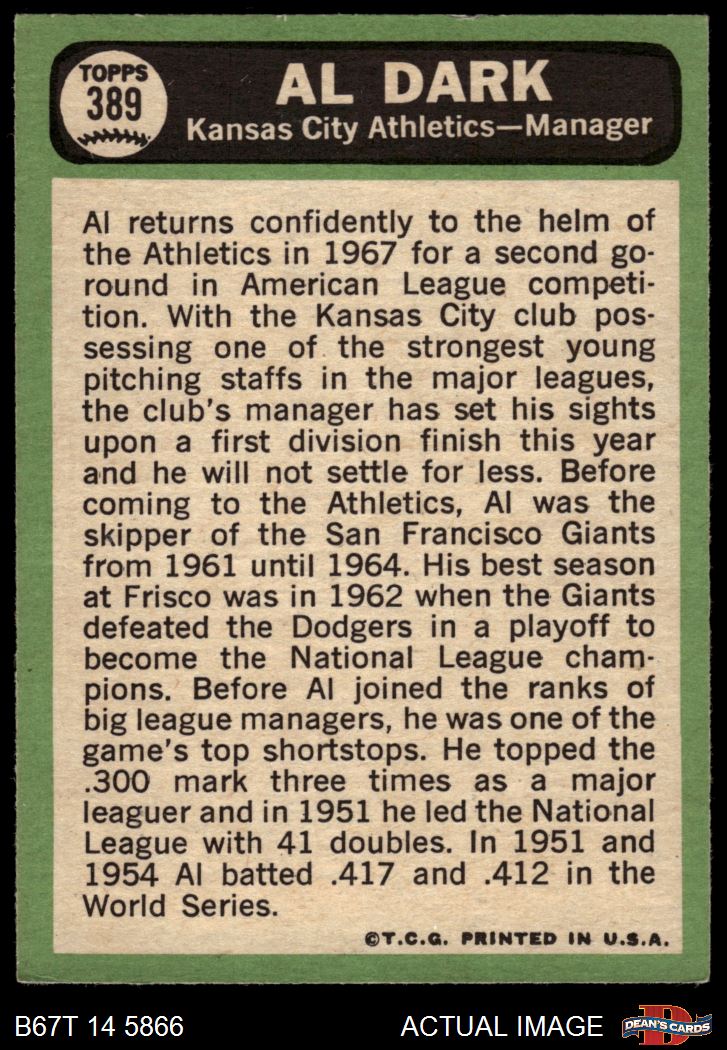 TOPPS
389
AL DARK
Kansas City Athletics—Manager
Al returns confidently to the helm of
the Athletics in 1967 for a second go-
round in American League competi-
tion. With the Kansas City club pos-
sessing one of the strongest young
pitching staffs in the major leagues,
the club's manager has set his sights
upon a first division finish this year
and he will not settle for less. Before
coming to the Athletics, Al was the
skipper of the San Francisco Giants
from 1961 until 1964. His best season
at Frisco was in 1962 when the Giants
defeated the Dodgers in a playoff to
become the National League cham-
pions. Before Al joined the ranks of
big league managers, he was one of the
game's top shortstops. He topped the
.300 mark three times as a major
leaguer and in 1951 he led the National
League with 41 doubles. In 1951 and
1954 Al batted .417 and .412 in the
World Series.
©T.C.G. PRINTED IN U.S.A.
B67T 14 5866
ACTUAL IMAGE
D
DEAN'S CARDS